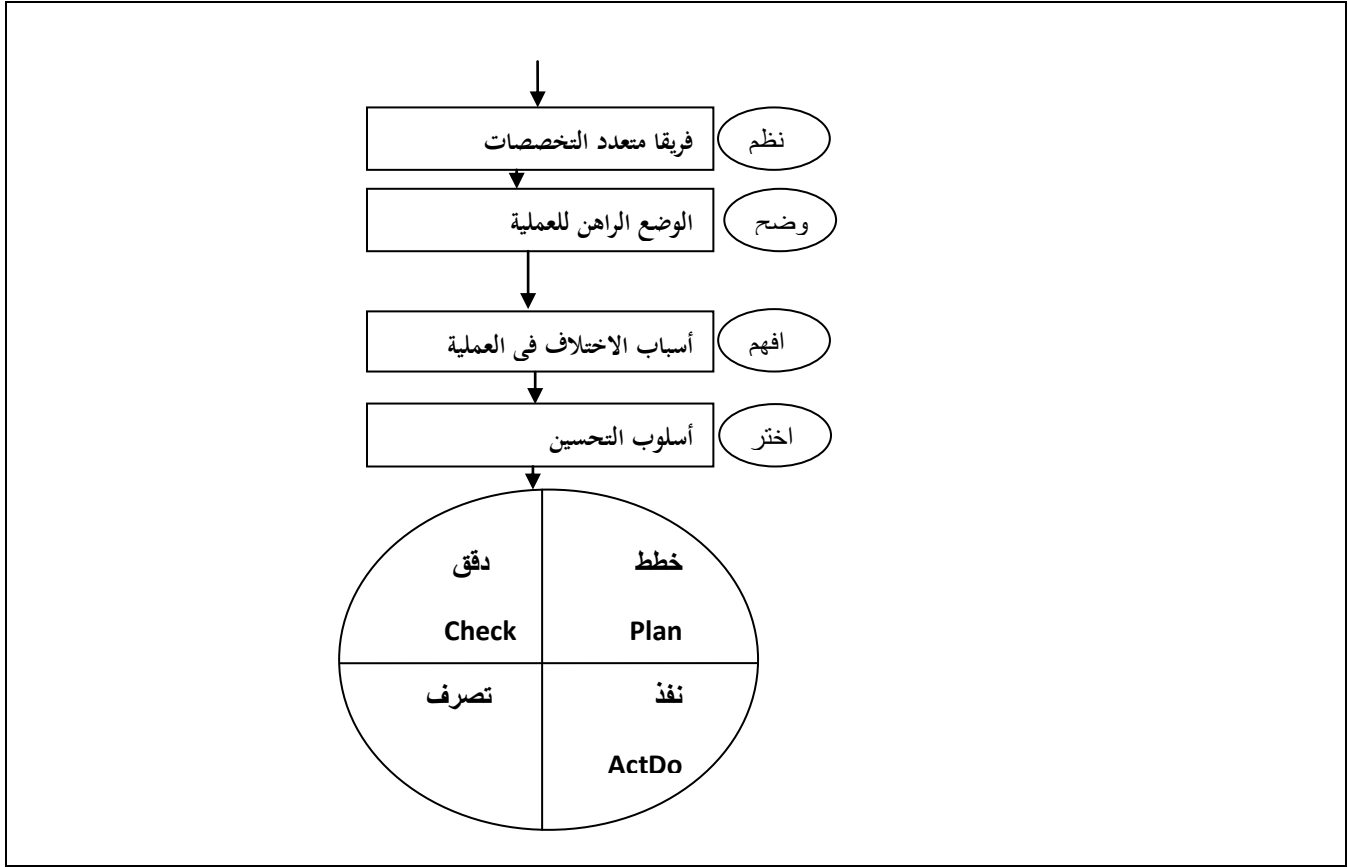 نظم
فريقا متعدد التخصصات
وضح
الوضع الراهن للعملية
افهم
أسباب الاختلاف فى العملية
اختر
أسلوب التحسين
خطط
دقق
Plan
Check
نفذ
تصرف
ActDo